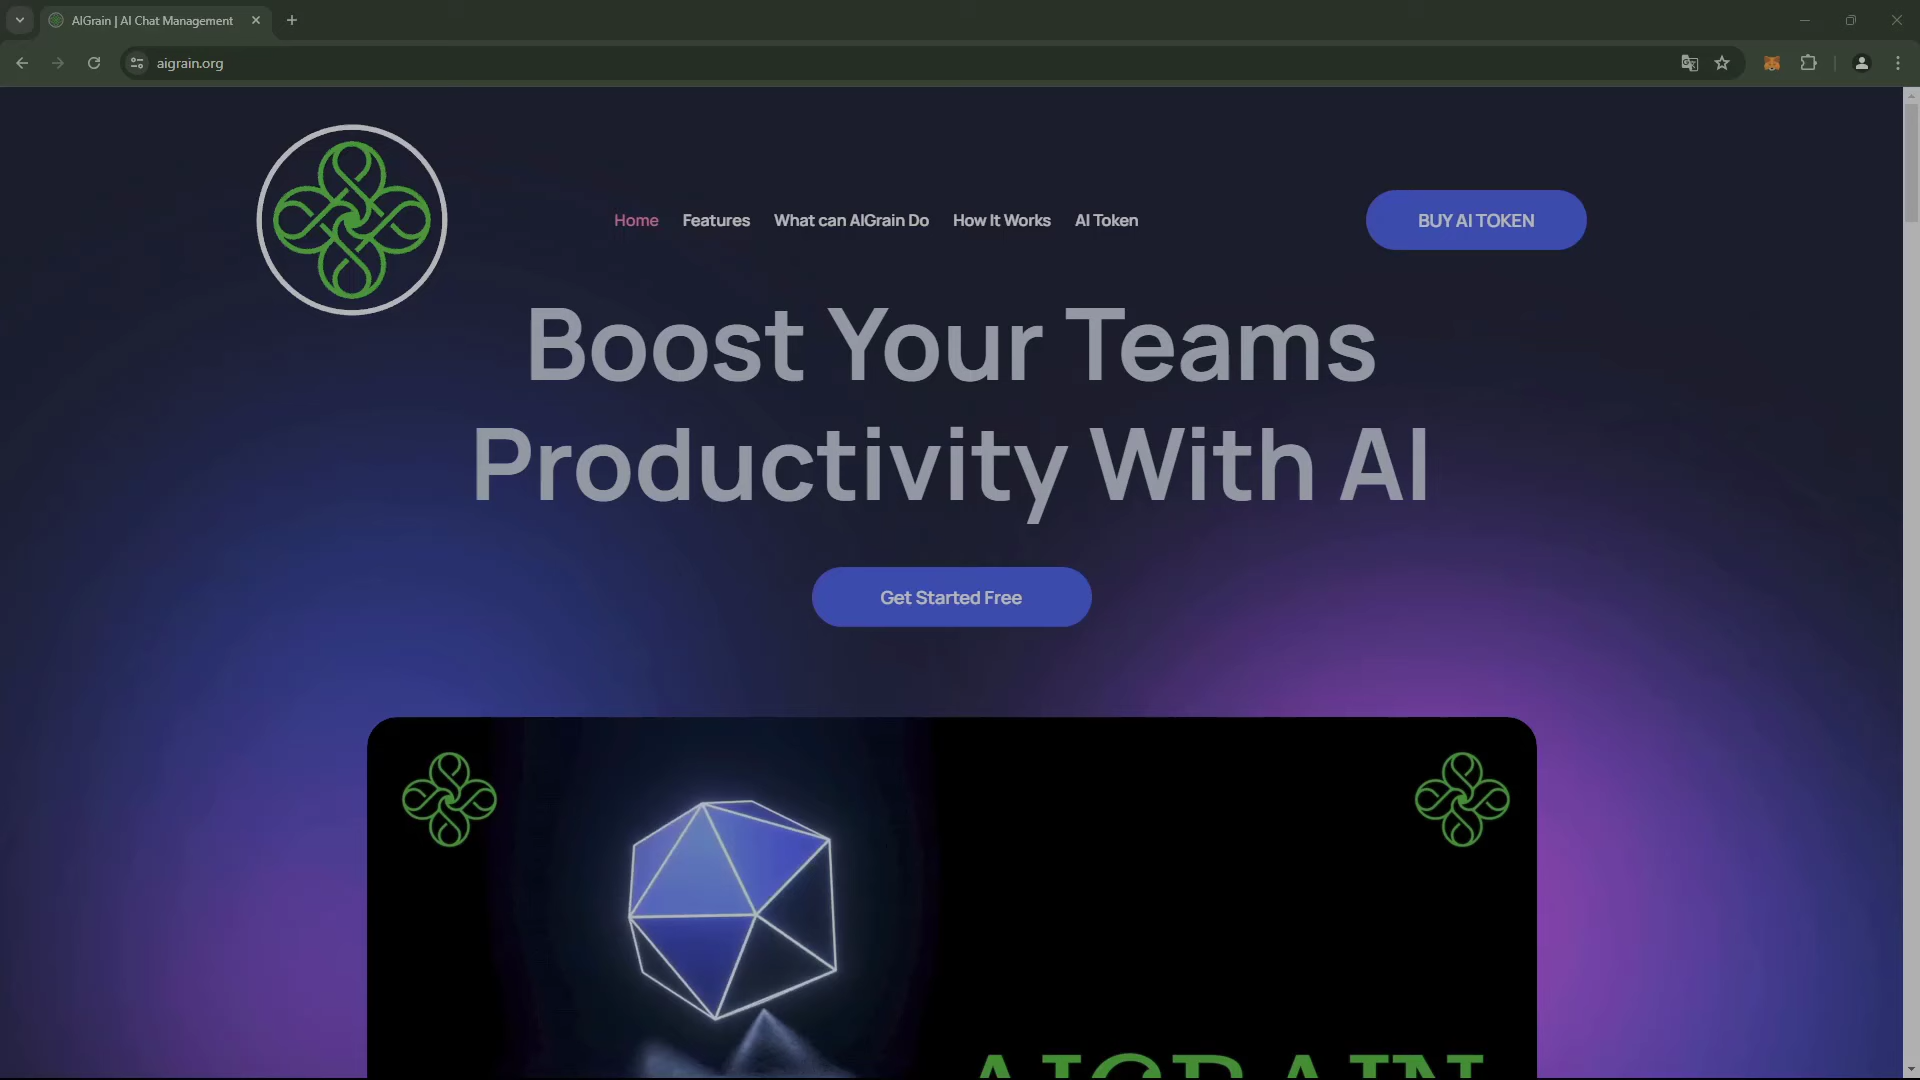 AIGrain | AI Chat Management
aigrain.org
Home Features What can AIGrain Do How It Works AI Token
BUY AI TOKEN
Boost Your Teams
Productivity With AI
Get Started Free
AIGRAIN